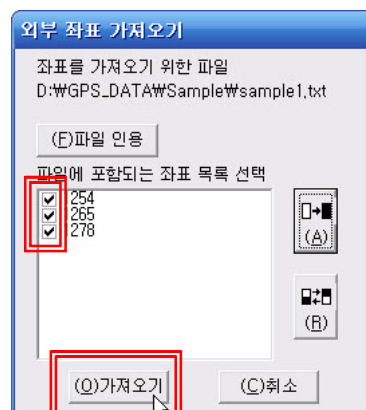 외부 좌표 가져오기
좌표를 가져오기 위한 파일
D:₩GPS_DATA₩Sample₩sample1,txt
(F)파일 인용
파일에 포함되는 좌표 목록 선택
254
265
278
(A)
(R)
(O)가져오기
(C)취소